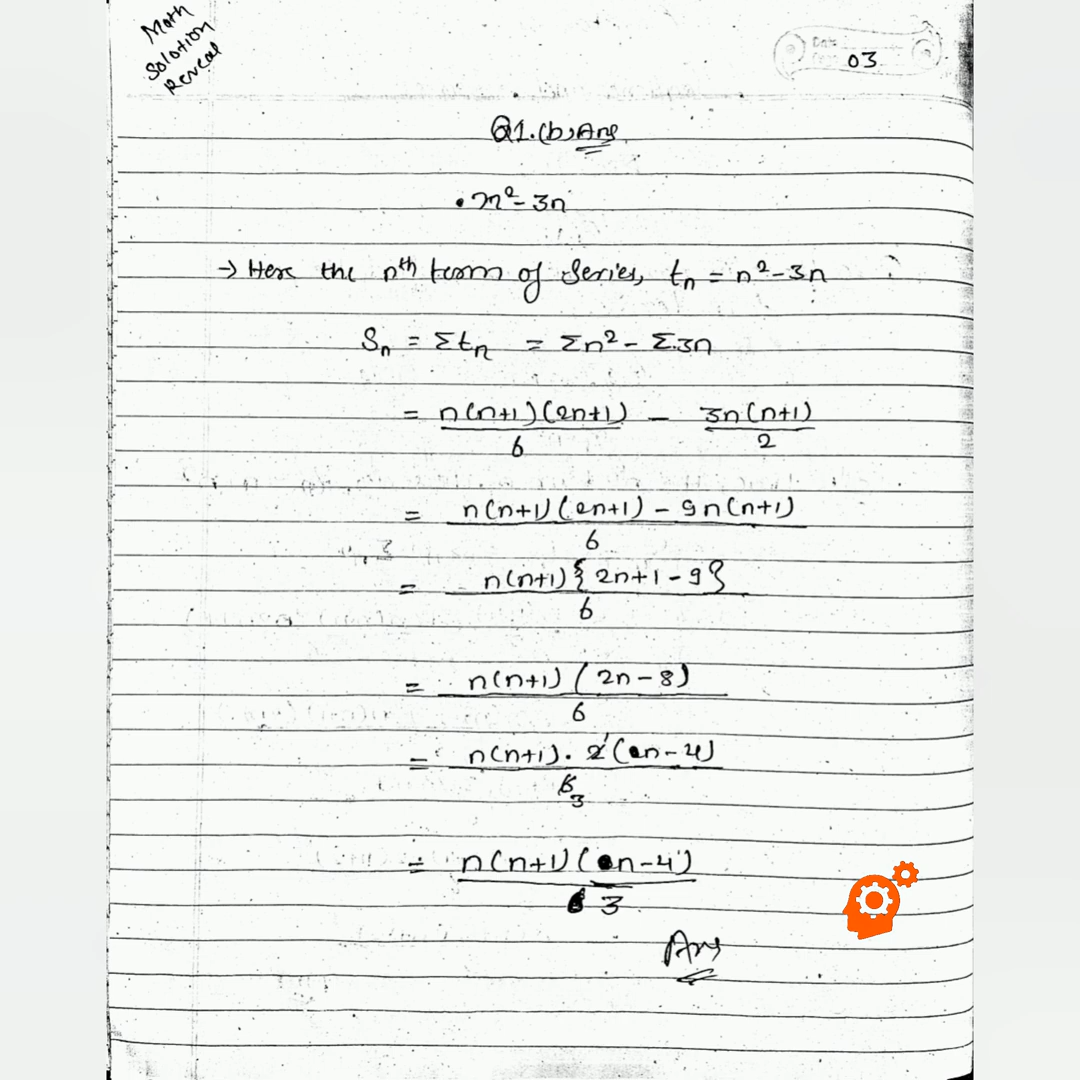 Math
Solotion
Reveal
Date
03
Q1.(b) Ans
• n² - 3n
→ Here the nth term of Series, tn = n² - 3n
Sn = Σtn = Σn² - Σ3n
= n(n+1)(2n+1)/6 - 3n(n+1)/2
= n(n+1)(2n+1) - 9n(n+1)/6
= n(n+1){2n+1-9}/6
= n(n+1)(2n-8)/6
= n(n+1).2(n-4)/6 3
= n(n+1)(n-4)/3
Ans